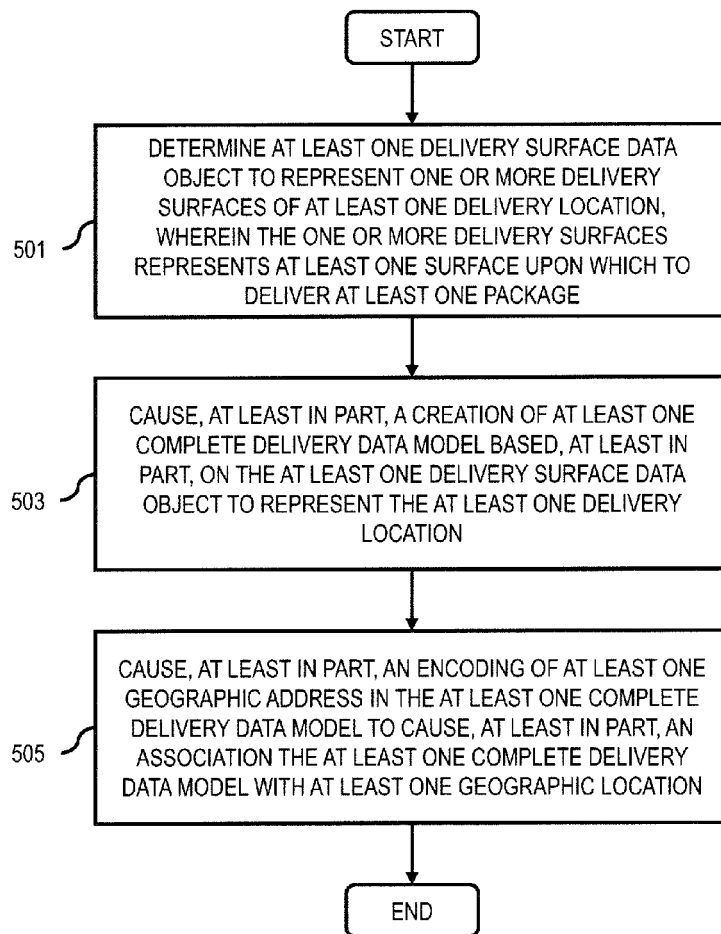 START
DETERMINE AT LEAST ONE DELIVERY SURFACE DATA
OBJECT TO REPRESENT ONE OR MORE DELIVERY
SURFACES OF AT LEAST ONE DELIVERY LOCATION,
WHEREIN THE ONE OR MORE DELIVERY SURFACES
REPRESENTS AT LEAST ONE SURFACE UPON WHICH TO
DELIVER AT LEAST ONE PACKAGE
501
CAUSE, AT LEAST IN PART, A CREATION OF AT LEAST ONE
COMPLETE DELIVERY DATA MODEL BASED, AT LEAST IN
PART, ON THE AT LEAST ONE DELIVERY SURFACE DATA
OBJECT TO REPRESENT THE AT LEAST ONE DELIVERY
LOCATION
503
CAUSE, AT LEAST IN PART, AN ENCODING OF AT LEAST ONE
GEOGRAPHIC ADDRESS IN THE AT LEAST ONE COMPLETE
DELIVERY DATA MODEL TO CAUSE, AT LEAST IN PART, AN
ASSOCIATION THE AT LEAST ONE COMPLETE DELIVERY
DATA MODEL WITH AT LEAST ONE GEOGRAPHIC LOCATION
505
END